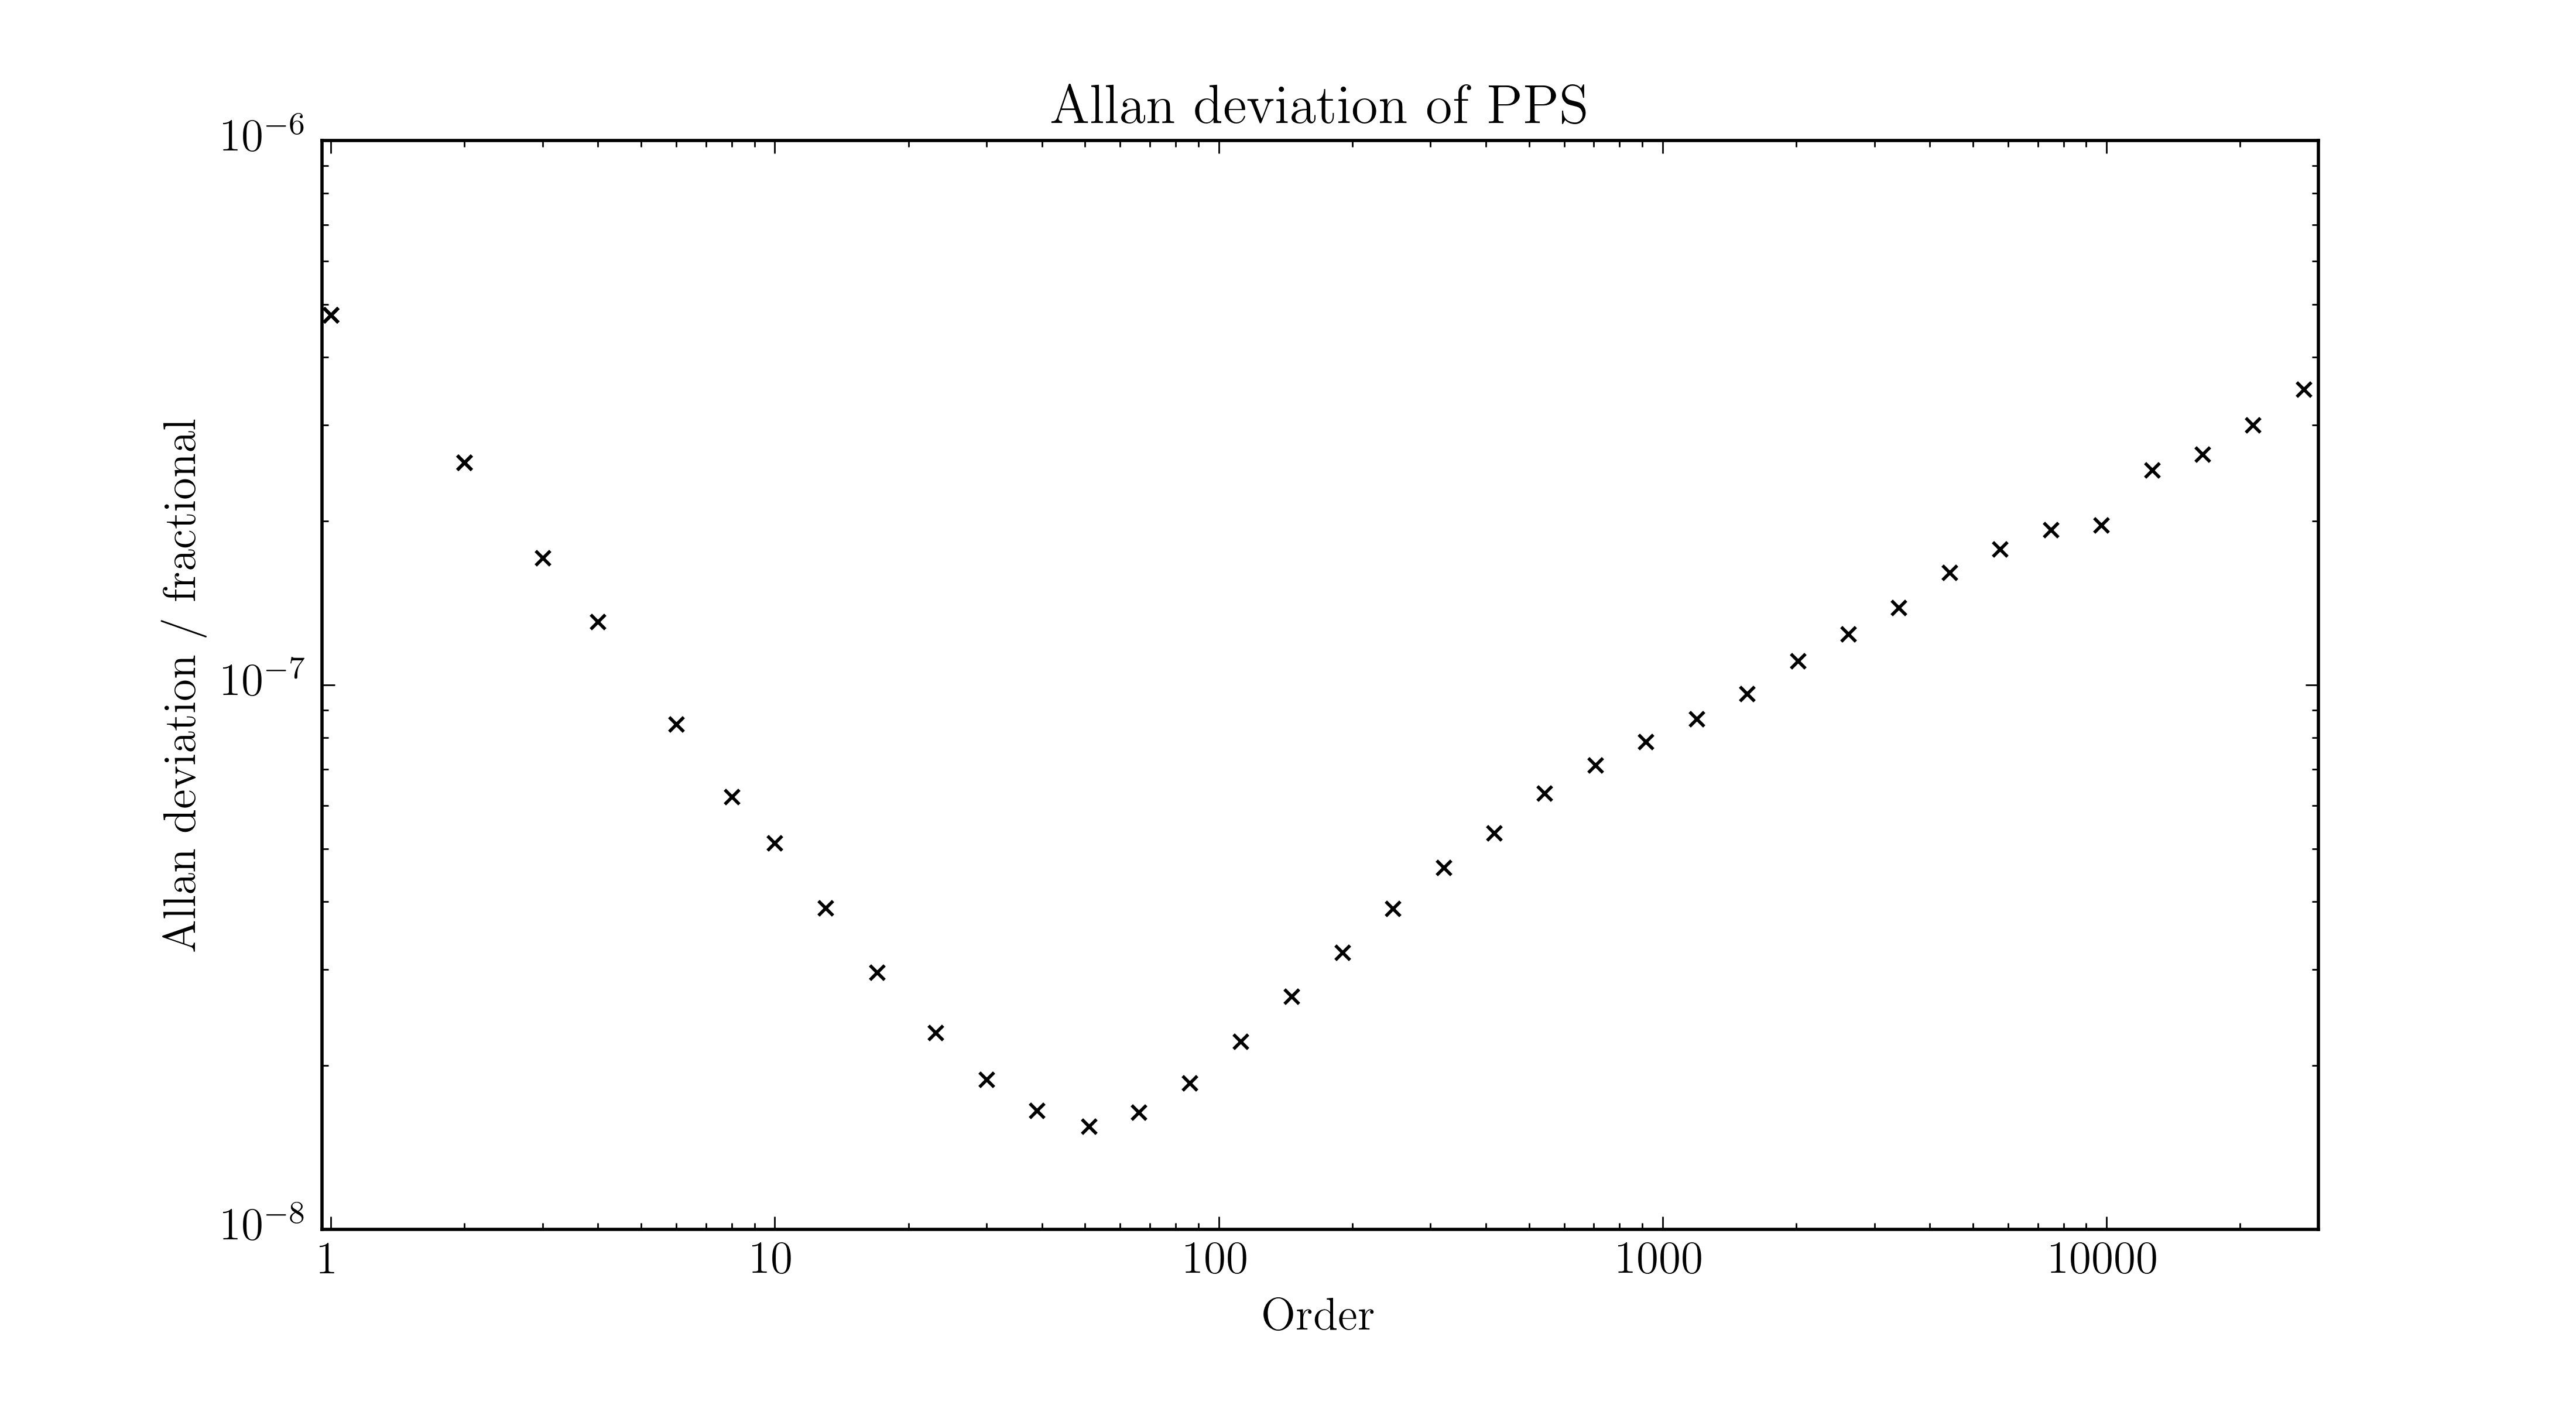 Allan deviation of PPS
10⁻⁶
10⁻⁷
10⁻⁸
Allan deviation / fractional
1 10 100 1000 10000
Order